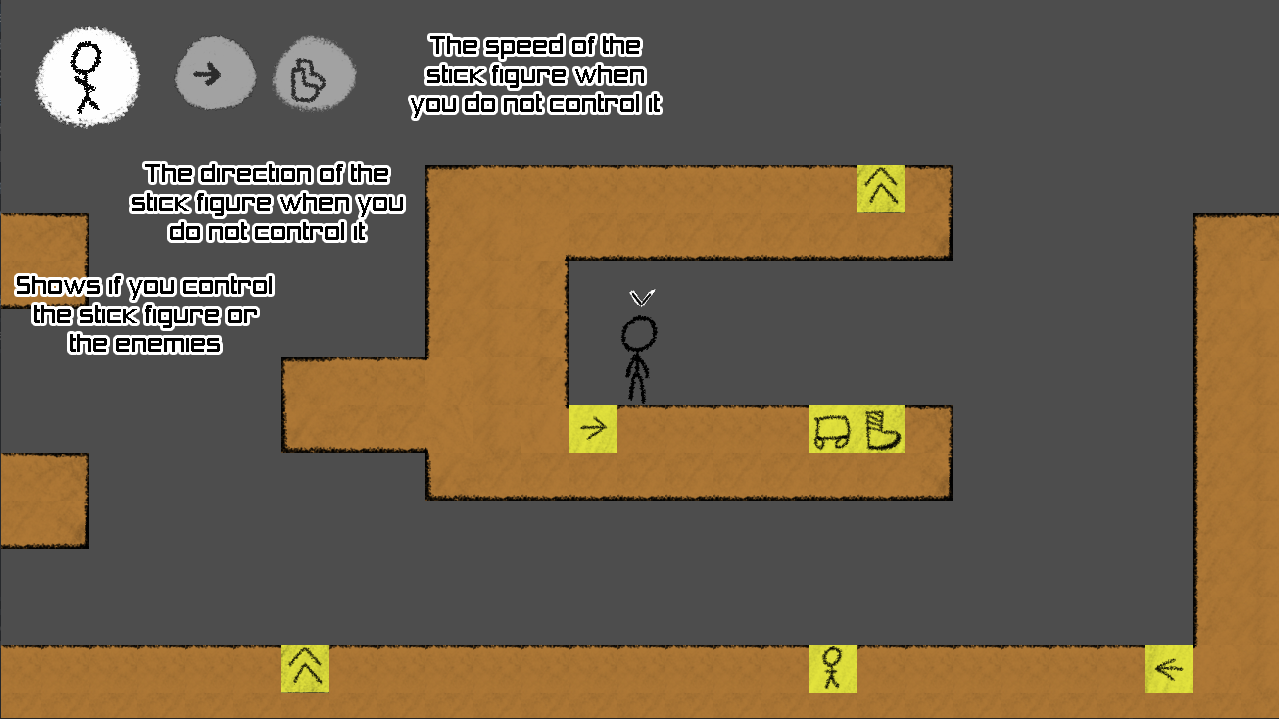 The speed of the
stick figure when
you do not control it
The direction of the
stick figure when you
do not control it
Shows if you control
the stick figure or
the enemies